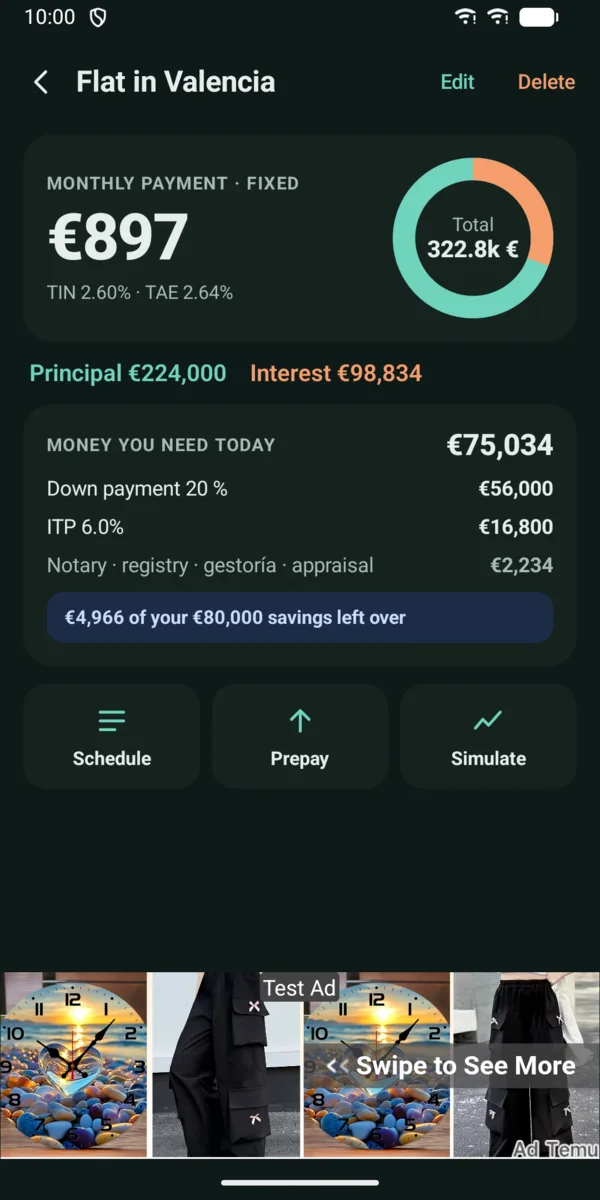 10:00
Flat in Valencia
Edit
Delete
MONTHLY PAYMENT · FIXED
€897
TIN 2.60% · TAE 2.64%
Total
322.8k €
Principal €224,000
Interest €98,834
MONEY YOU NEED TODAY
€75,034
Down payment 20 %
€56,000
ITP 6.0%
€16,800
Notary · registry · gestoría · appraisal
€2,234
€4,966 of your €80,000 savings left over
Schedule
Prepay
Simulate
Test Ad
Swipe to See More
Ad Temu